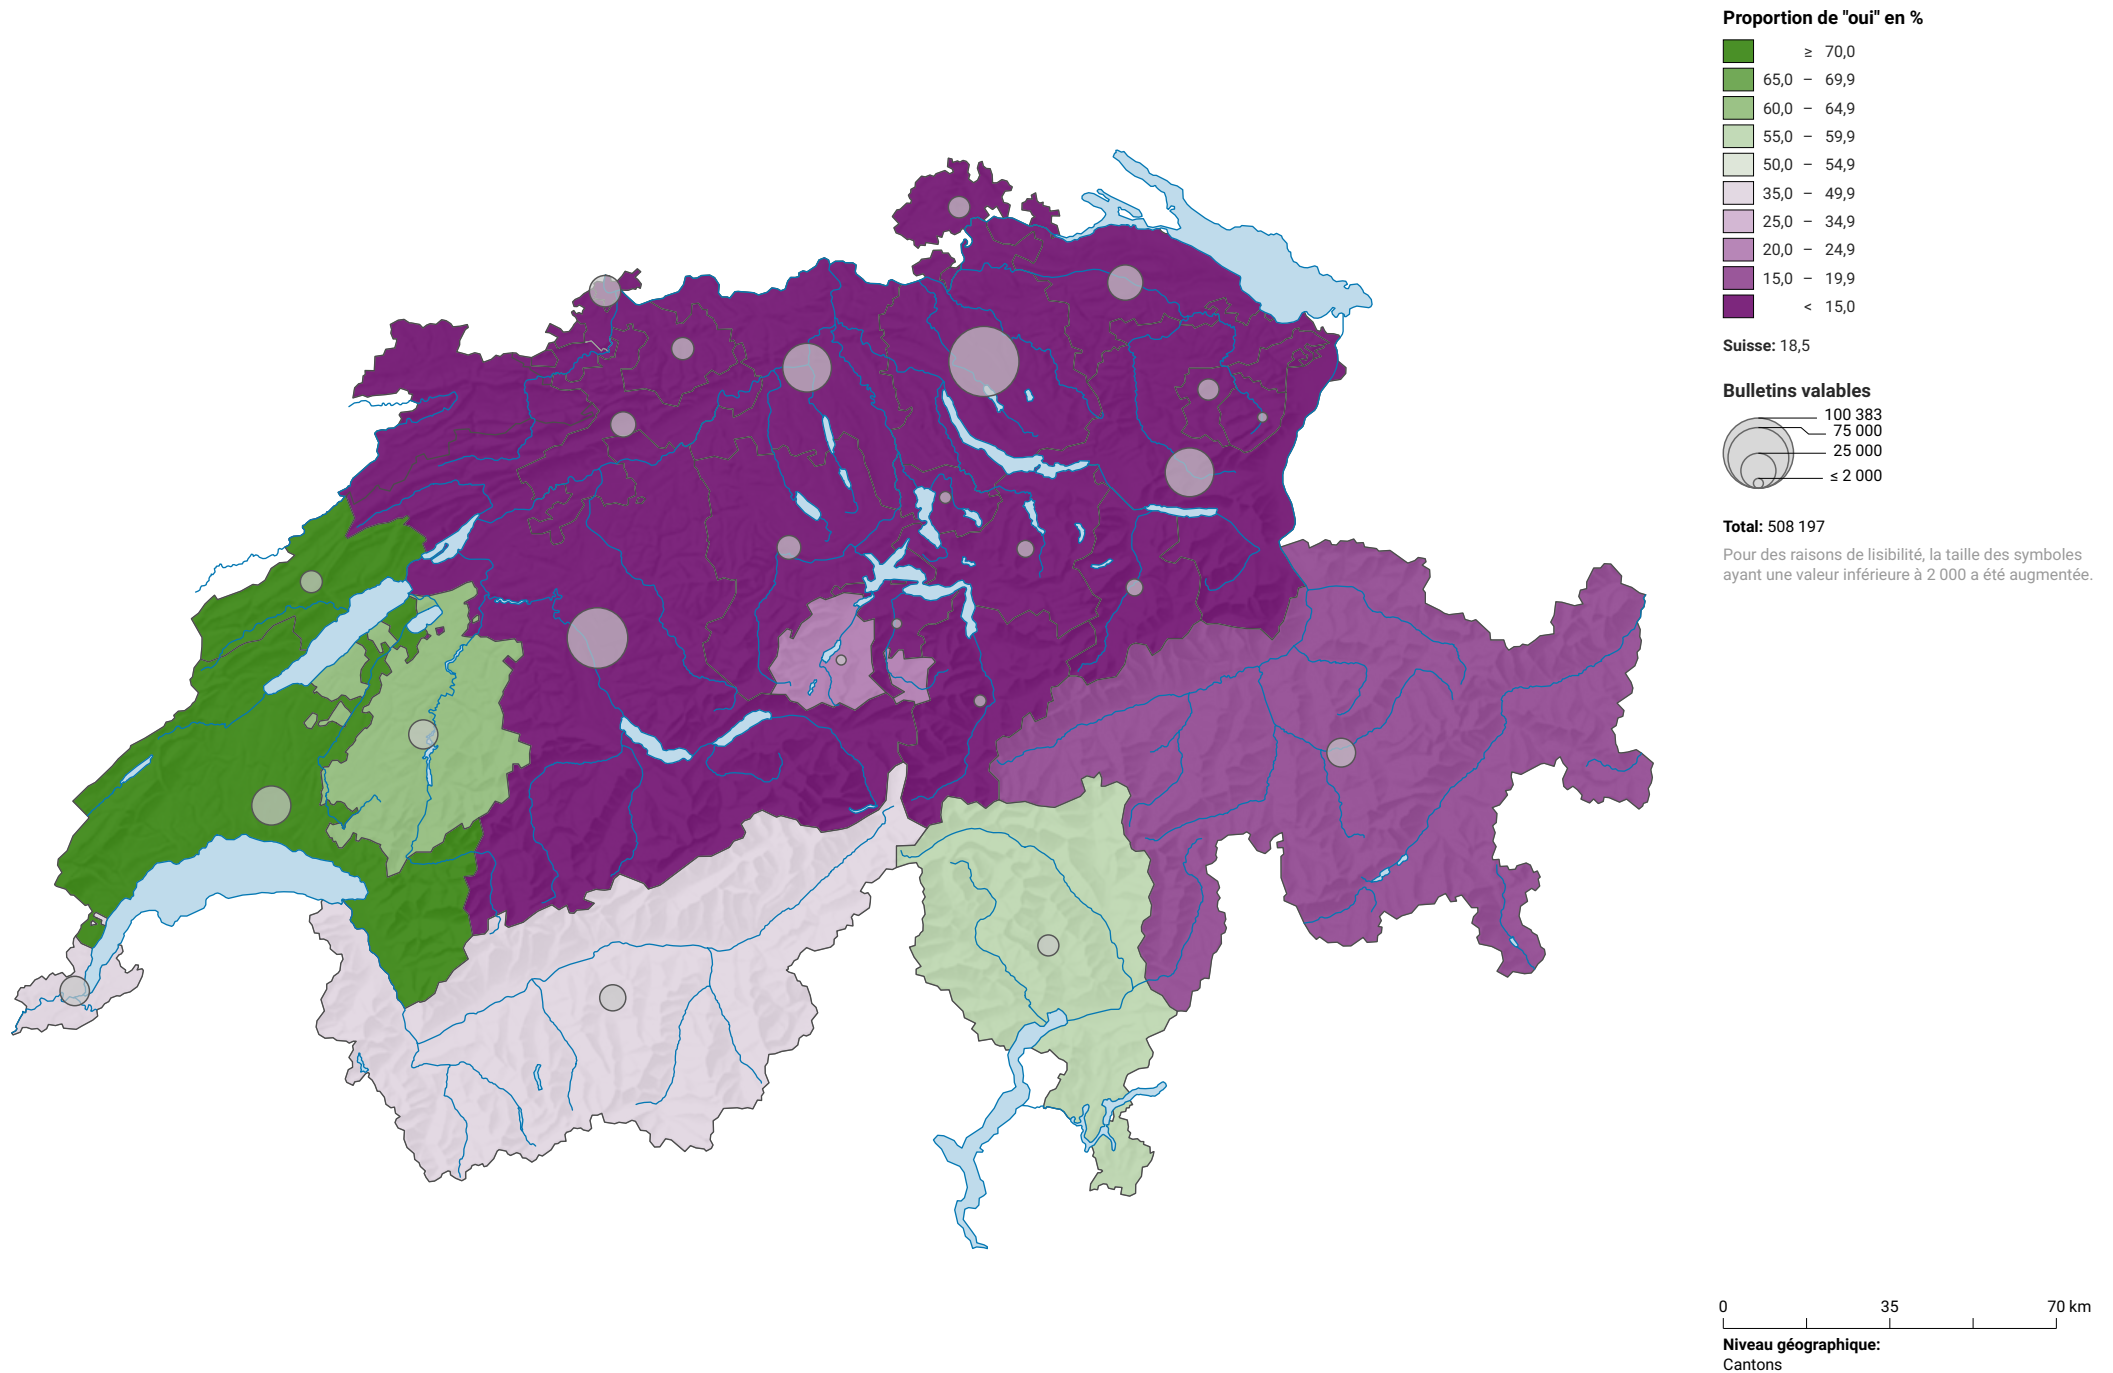 Proportion de "oui" en %
≥ 70,0
65,0 – 69,9
60,0 – 64,9
55,0 – 59,9
50,0 – 54,9
35,0 – 49,9
25,0 – 34,9
20,0 – 24,9
15,0 – 19,9
< 15,0
Suisse: 18,5
Bulletins valables
100 383
75 000
25 000
≤ 2 000
Total: 508 197
Pour des raisons de lisibilité, la taille des symboles
ayant une valeur inférieure à 2 000 a été augmentée.
0 35 70 km
Niveau géographique:
Cantons